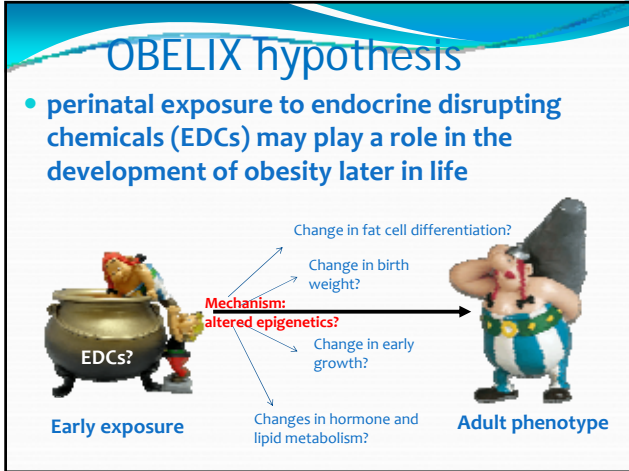 OBELIX hypothesis
• perinatal exposure to endocrine disrupting
chemicals (EDCs) may play a role in the
development of obesity later in life
Change in fat cell differentiation?
Change in birth
weight?
Mechanism:
altered epigenetics?
EDCs?
Change in early
growth?
Early exposure
Changes in hormone and
lipid metabolism?
Adult phenotype